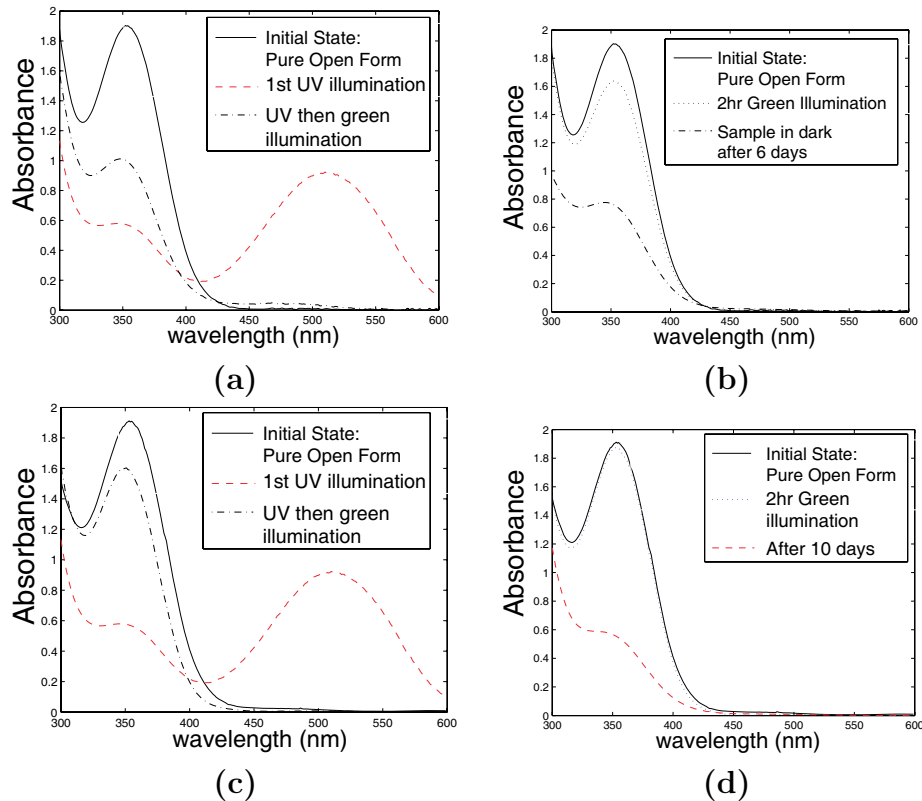 2
1.8
1.6
1.4
1.2
1
0.8
0.6
0.4
0.2
0
Absorbance
Initial State:
Pure Open Form
1st UV illumination
UV then green
illumination
300 350 400 450 500 550 600
wavelength (nm)
(a)
2
1.8
1.6
1.4
1.2
1
0.8
0.6
0.4
0.2
0
Absorbance
Initial State:
Pure Open Form
2hr Green Illumination
Sample in dark
after 6 days
300 350 400 450 500 550 600
wavelength (nm)
(b)
2
1.8
1.6
1.4
1.2
1
0.8
0.6
0.4
0.2
0
Absorbance
Initial State:
Pure Open Form
1st UV illumination
UV then green
illumination
300 350 400 450 500 550 600
wavelength (nm)
(c)
2
1.8
1.6
1.4
1.2
1
0.8
0.6
0.4
0.2
0
Absorbance
Initial State:
Pure Open Form
2hr Green
illumination
After 10 days
300 350 400 450 500 550 600
wavelength (nm)
(d)